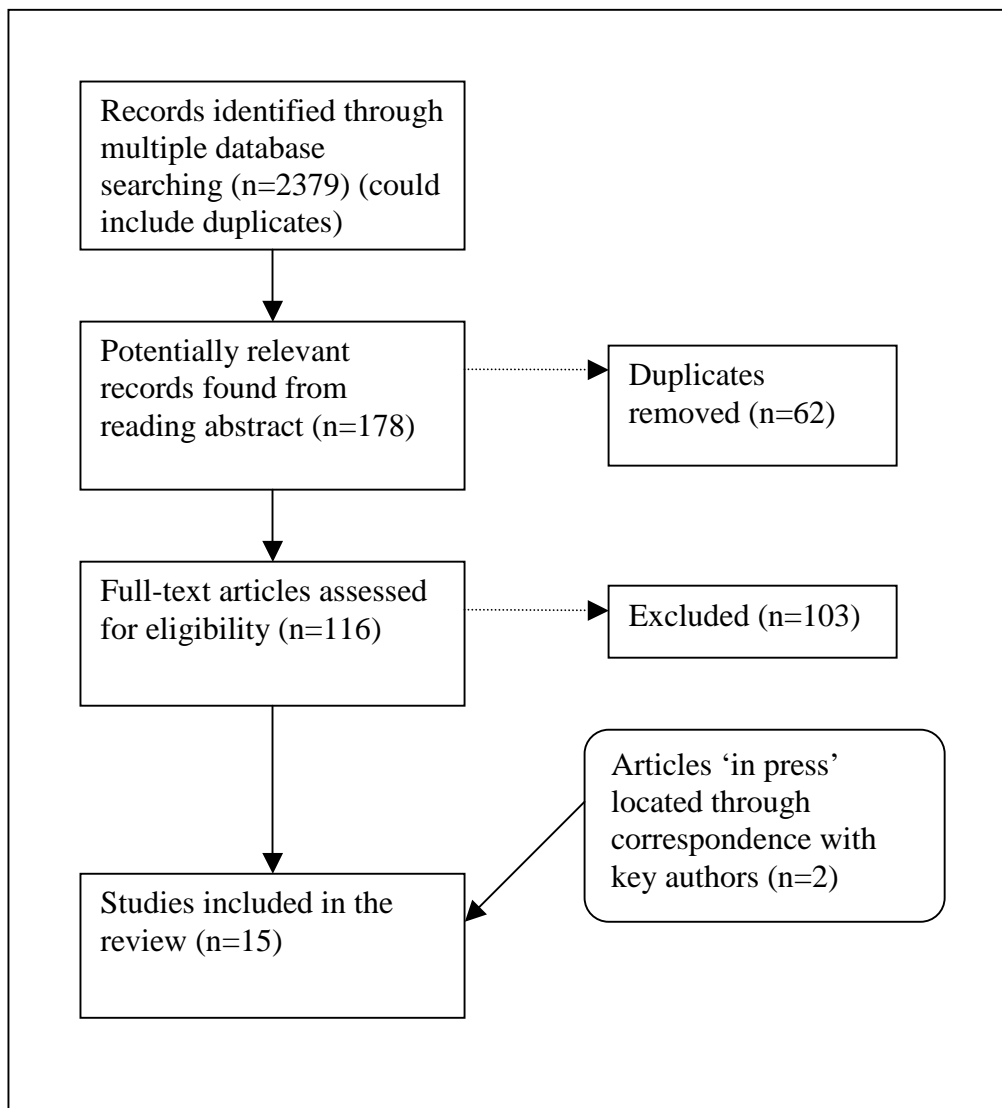 Records identified through
multiple database
searching (n=2379) (could
include duplicates)
Potentially relevant
records found from
reading abstract (n=178)
Duplicates
removed (n=62)
Full-text articles assessed
for eligibility (n=116)
Excluded (n=103)
Articles ‘in press’
located through
correspondence with
key authors (n=2)
Studies included in the
review (n=15)